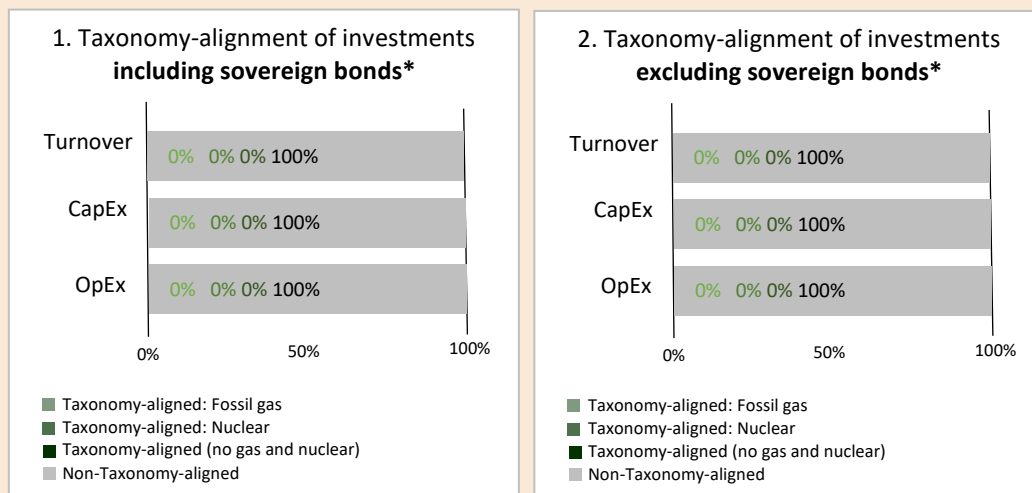 1. Taxonomy-alignment of investments
including sovereign bonds*
Turnover
0% 0% 0% 100%
CapEx
0% 0% 0% 100%
OpEx
0% 0% 0% 100%
0% 50% 100%
Taxonomy-aligned: Fossil gas
Taxonomy-aligned: Nuclear
Taxonomy-aligned (no gas and nuclear)
Non-Taxonomy-aligned
2. Taxonomy-alignment of investments
excluding sovereign bonds*
Turnover
0% 0% 0% 100%
CapEx
0% 0% 0% 100%
OpEx
0% 0% 0% 100%
0% 50% 100%
Taxonomy-aligned: Fossil gas
Taxonomy-aligned: Nuclear
Taxonomy-aligned (no gas and nuclear)
Non-Taxonomy-aligned